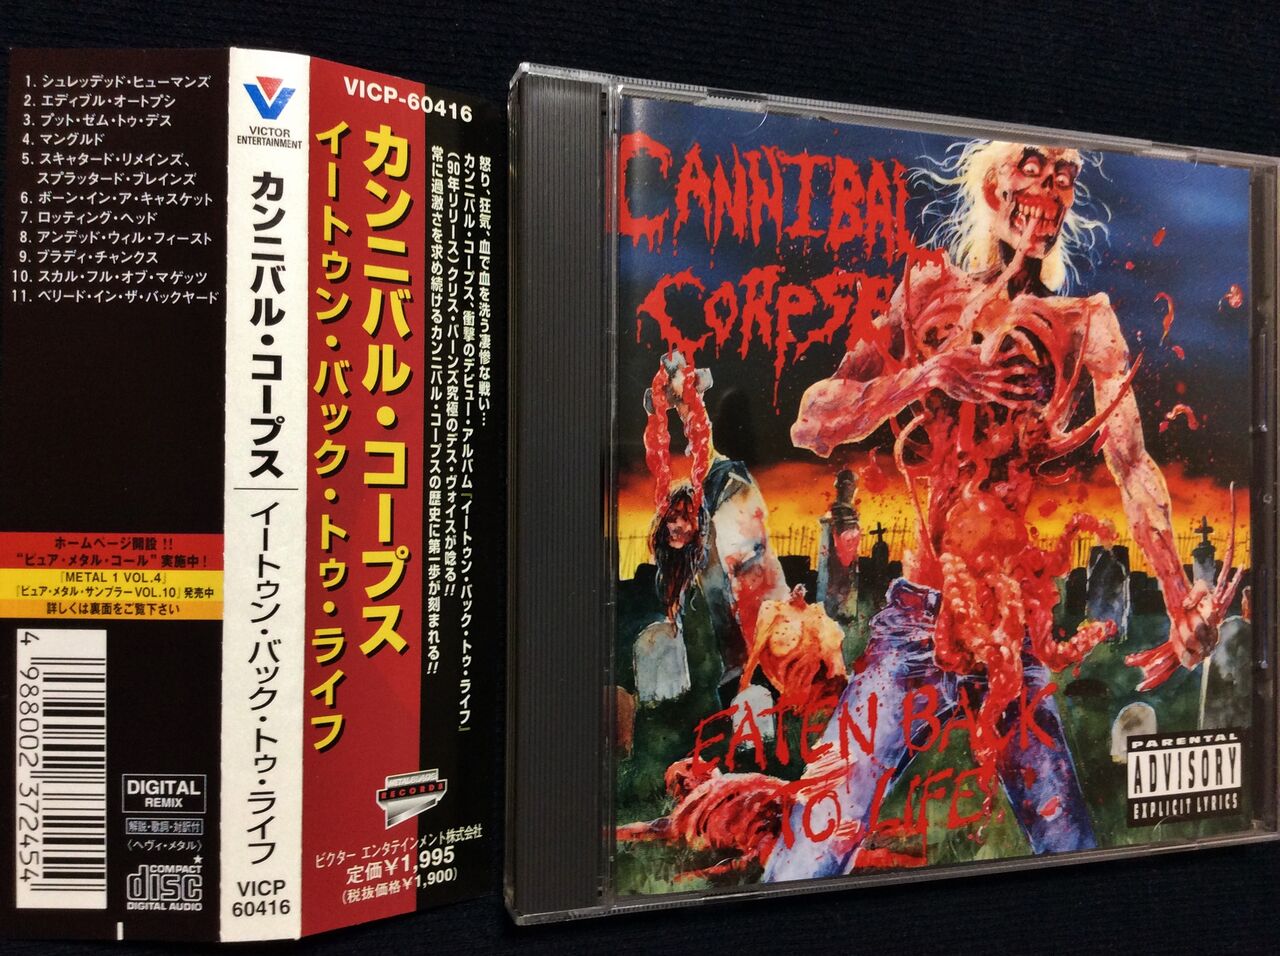 1. シュレッデッド・ヒューマンズ
2. エディブル・オートプシ
3. プット・ゼム・トゥ・デス
4. マングルド
5. スキャタード・リメインズ、
スプラッタード・ブレインズ
6. ボーン・イン・ア・キャスケット
7. ロッティング・ヘッド
8. アンデッド・ウィル・フィースト
9. ブラディ・チャンクス
10. スカル・フル・オブ・マゲッツ
11. ベリード・イン・ザ・バックヤード
ホームページ開設!!
“ピュア・メタル・コール”実施中!
『METAL 1 VOL.4』
『ピュア・メタル・サンプラーVOL.10』発売中
詳しくは裏面をご覧下さい
4 988002 372454
DIGITAL
REMIX
解説・歌詞・対訳付
〈ヘヴィ・メタル〉
★
COMPACT
disc
DIGITAL AUDIO
VICTOR
ENTERTAINMENT
カンニバル・コープス
イートゥン・バック・トゥ・ライフ
VICP
60416
VICP-60416
怒り、狂気、血で血を洗う凄惨な戦い…
カンニバル・コープス、衝撃のデビュー・アルバム『イートゥン・バック・トゥ・ライフ』
(90年リリース)クリス・バーンズ究極のデス・ヴォイスが唸る!!
常に過激さを求め続けるカンニバル・コープスの歴史に第一歩が刻まれる!!
カンニバル・コープス
イートゥン・バック・トゥ・ライフ
METALBLADE
RECORDS
ビクター エンタテインメント株式会社
定価¥1,995
(税抜価格¥1,900)
CANNIBAL
CORPSE
EATEN BACK
TO LIFE
PARENTAL
ADVISORY
EXPLICIT LYRICS